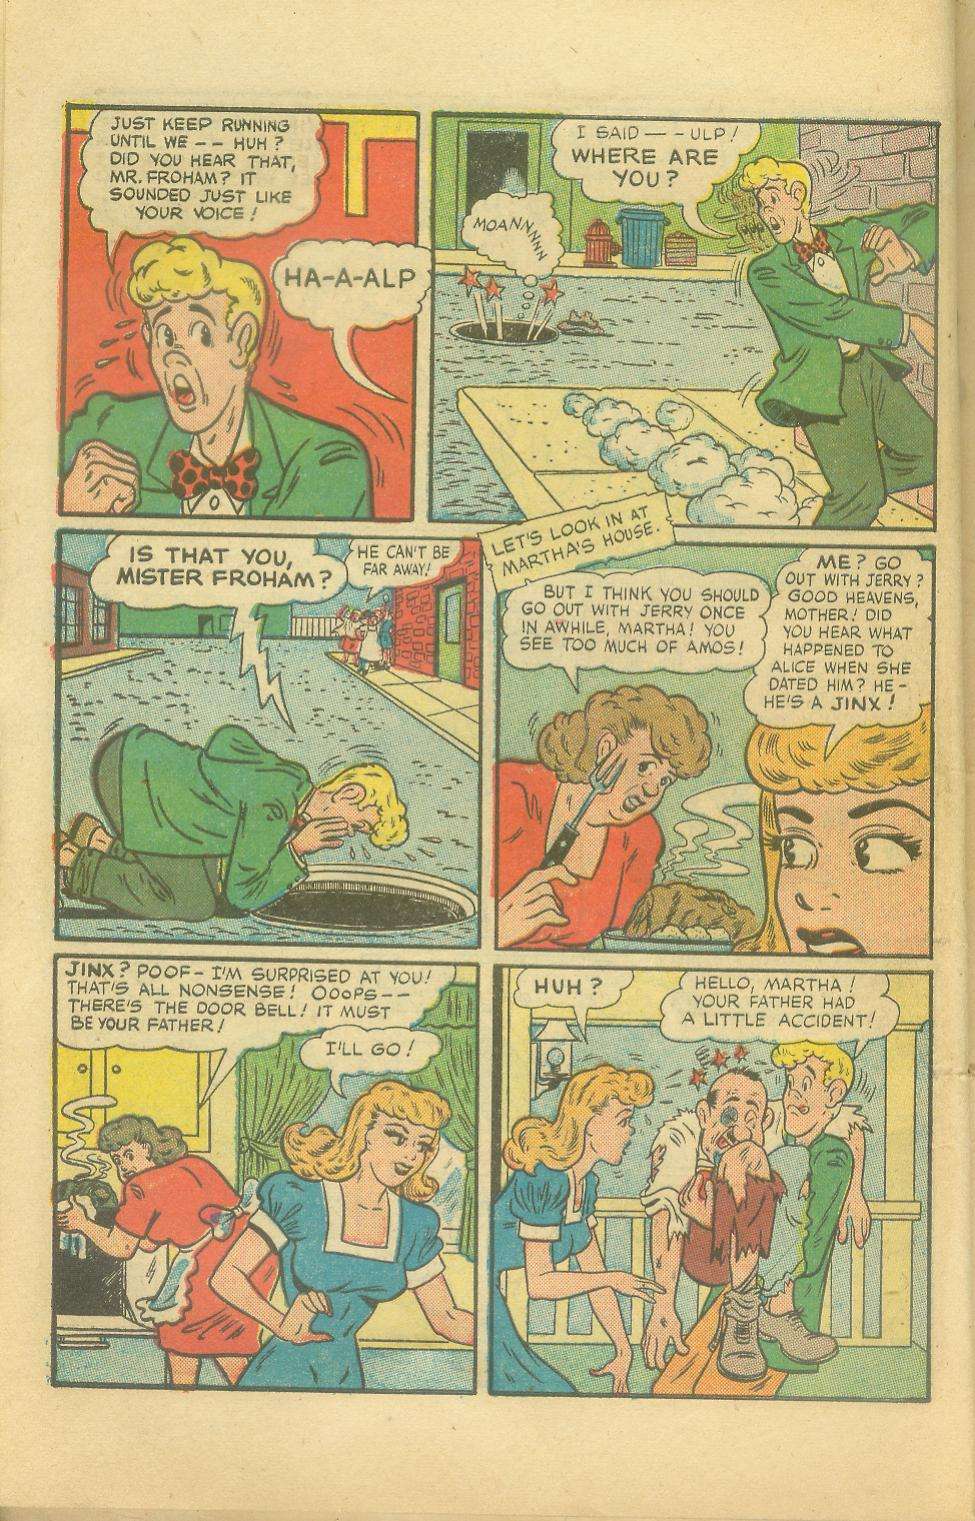 JUST KEEP RUNNING
UNTIL WE -- HUH?
DID YOU HEAR THAT,
MR. FROHAM? IT
SOUNDED JUST LIKE
YOUR VOICE!
HA-A-ALP
I SAID -- - ULP!
WHERE ARE
YOU?
MOANNNNNN
IS THAT YOU,
MISTER FROHAM?
HE CAN'T BE
FAR AWAY!
LET'S LOOK IN AT
MARTHA'S HOUSE.
BUT I THINK YOU SHOULD
GO OUT WITH JERRY ONCE
IN AWHILE, MARTHA! YOU
SEE TOO MUCH OF AMOS!
ME? GO
OUT WITH JERRY?
GOOD HEAVENS,
MOTHER! DID
YOU HEAR WHAT
HAPPENED TO
ALICE WHEN SHE
DATED HIM? HE -
HE'S A JINX!
JINX? POOF - I'M SURPRISED AT YOU!
THAT'S ALL NONSENSE! OOOPS --
THERE'S THE DOOR BELL! IT MUST
BE YOUR FATHER!
I'LL GO!
HUH?
HELLO, MARTHA!
YOUR FATHER HAD
A LITTLE ACCIDENT!